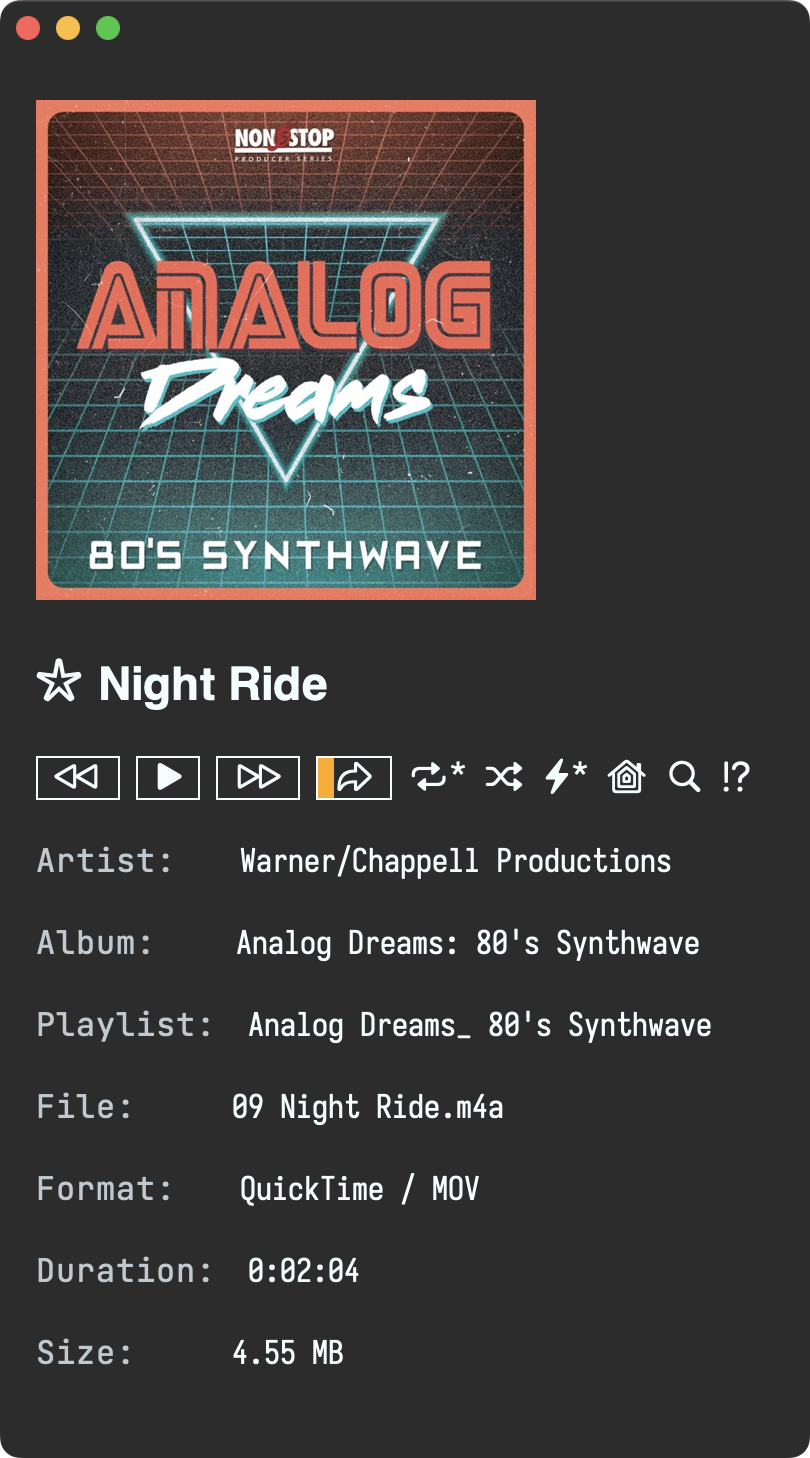 NON STOP
PRODUCER SERIES
ANALOG
Dreams
80'S SYNTHWAVE
☆ Night Ride
* * !?
Artist: Warner/Chappell Productions
Album: Analog Dreams: 80's Synthwave
Playlist: Analog Dreams_ 80's Synthwave
File: 09 Night Ride.m4a
Format: QuickTime / MOV
Duration: 0:02:04
Size: 4.55 MB